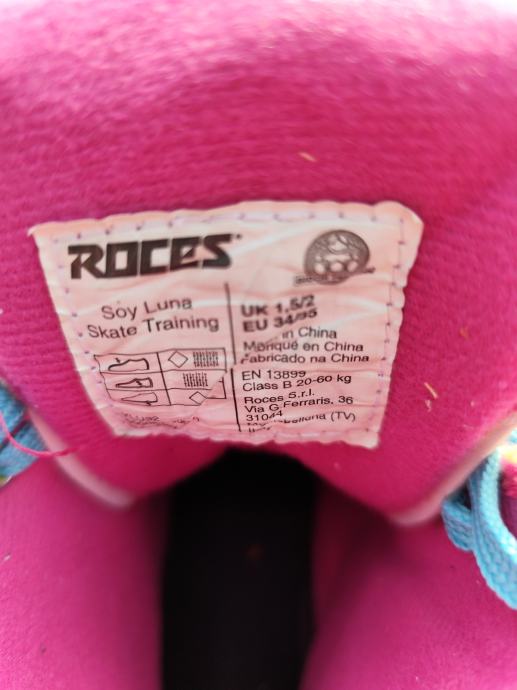 ROCES
Soy Luna
Skate Training
UK 1,5/2
EU 34/35
in China
en China
Fabricado na China
EN 13899
Class B 20-60 kg
Roces S.r.l.
Via G.Ferraris, 36
31044
(TV)